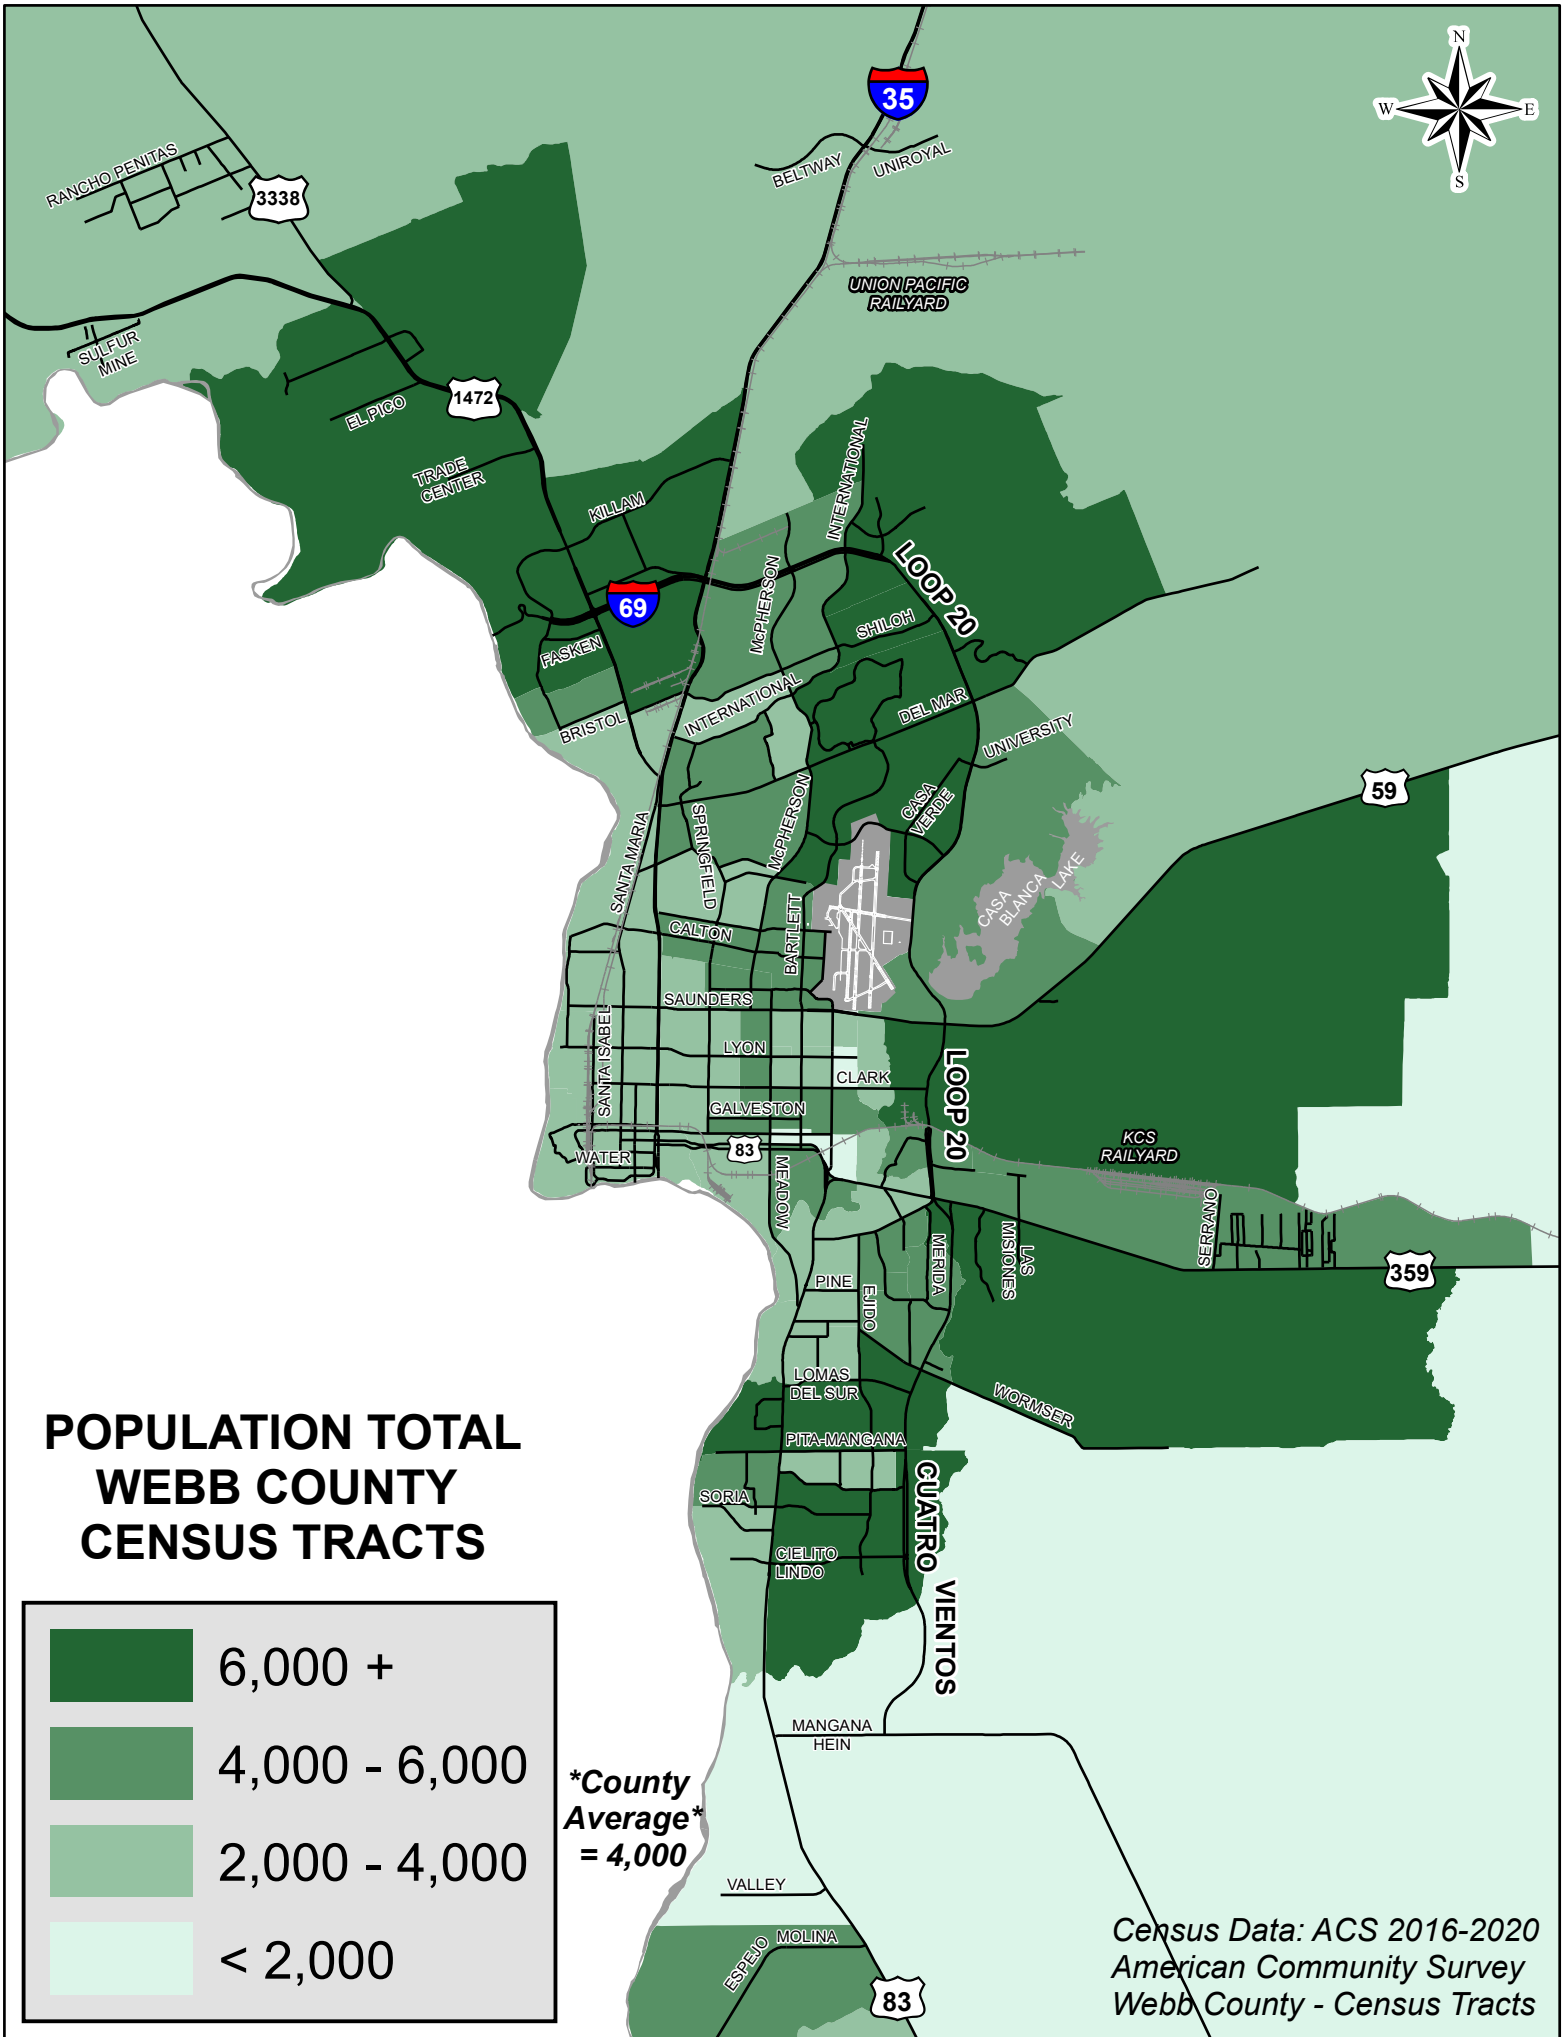 N
W
E
S
35
BELTWAY
UNIROYAL
RANCHO PENITAS
3338
UNION PACIFIC
RAILYARD
SULFUR
MINE
EL PICO
1472
TRADE
CENTER
KILLAM
INTERNATIONAL
LOOP 20
McPHERSON
69
SHILOH
FASKEN
BRISTOL
INTERNATIONAL
DEL MAR
UNIVERSITY
59
CASA
VERDE
SANTA MARIA
SPRINGFIELD
McPHERSON
CASA
BLANCA
LAKE
CALTON
BARTLETT
SAUNDERS
SANTA ISABEL
LYON
CLARK
LOOP 20
GALVESTON
83
WATER
KCS
RAILYARD
MEADOW
MERIDA
LAS
MISIONES
SERRANO
359
PINE
EJIDO
LOMAS
DEL SUR
WORMSER
PITA-MANGANA
SORIA
CUATRO
VIENTOS
CIELITO
LINDO
MANGANA
HEIN
VALLEY
MOLINA
ESPEJO
83
POPULATION TOTAL
WEBB COUNTY
CENSUS TRACTS
6,000 +
4,000 - 6,000
2,000 - 4,000
< 2,000
*County
Average*
= 4,000
Census Data: ACS 2016-2020
American Community Survey
Webb County - Census Tracts